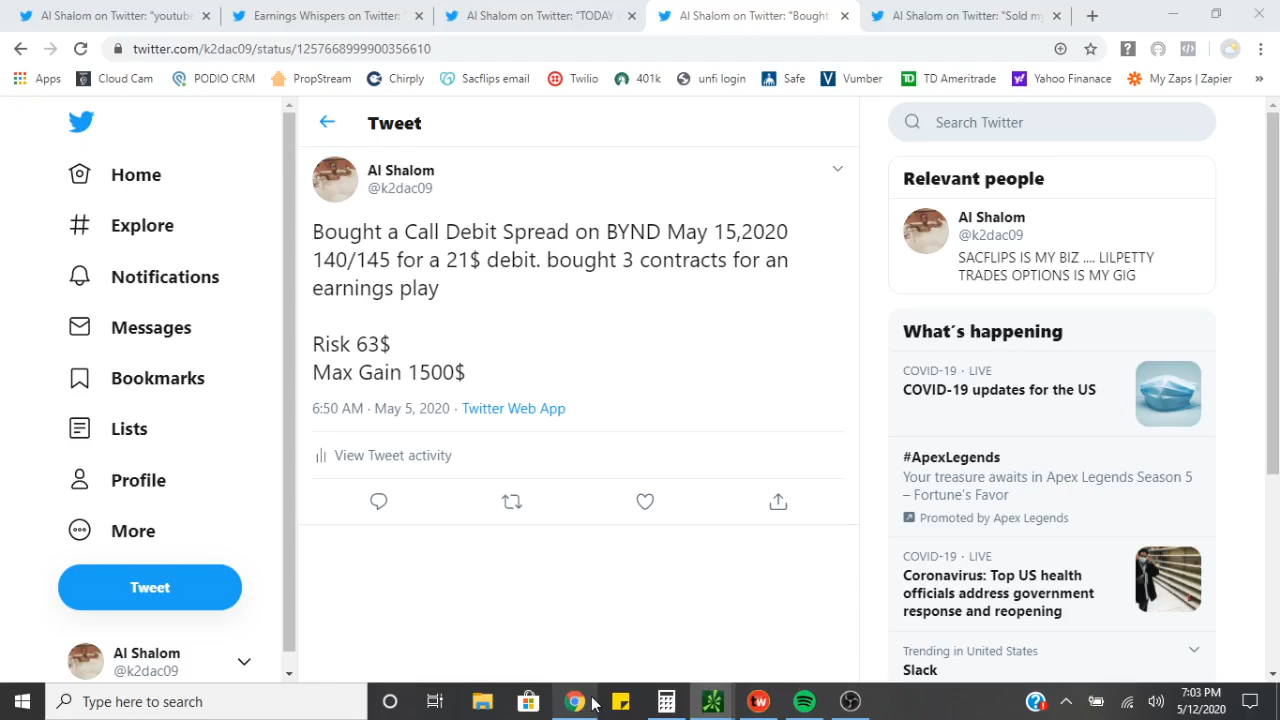 Al Shalom on Twitter: "youtube
Earnings Whispers on Twitter: "
Al Shalom on Twitter: "TODAY
Al Shalom on Twitter: "Bought
Al Shalom on Twitter: "Sold my
twitter.com/k2dac09/status/1257668999900356610
Apps
Cloud Cam
PODIO CRM
PropStream
Chirply
Sacflips email
Twilio
401k
unfi login
Safe
Vumber
TD Ameritrade
Yahoo Finanace
My Zaps | Zapier
»
Home
Explore
Notifications
Messages
Bookmarks
Lists
Profile
More
Tweet
Al Shalom
@k2dac09
Tweet
Al Shalom
@k2dac09
Bought a Call Debit Spread on BYND May 15,2020
140/145 for a 21$ debit. bought 3 contracts for an
earnings play
Risk 63$
Max Gain 1500$
6:50 AM · May 5, 2020 · Twitter Web App
View Tweet activity
Search Twitter
Relevant people
Al Shalom
@k2dac09
SACFLIPS IS MY BIZ .... LILPETTY
TRADES OPTIONS IS MY GIG
What's happening
COVID-19 · LIVE
COVID-19 updates for the US
#ApexLegends
Your treasure awaits in Apex Legends Season 5
– Fortune's Favor
Promoted by Apex Legends
COVID-19 · LIVE
Coronavirus: Top US health
officials address government
response and reopening
Trending in United States
Slack
Type here to search
tw
7:03 PM
5/12/2020